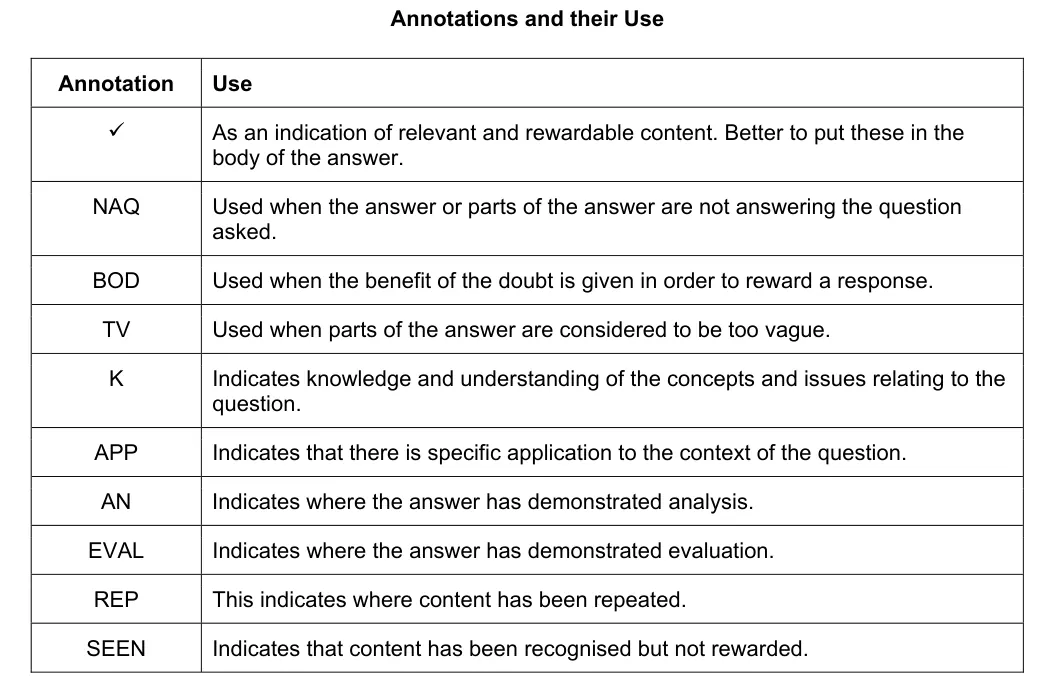 Annotations and their Use
Annotation Use
✓ As an indication of relevant and rewardable content. Better to put these in the
body of the answer.
NAQ Used when the answer or parts of the answer are not answering the question
asked.
BOD Used when the benefit of the doubt is given in order to reward a response.
TV Used when parts of the answer are considered to be too vague.
K Indicates knowledge and understanding of the concepts and issues relating to the
question.
APP Indicates that there is specific application to the context of the question.
AN Indicates where the answer has demonstrated analysis.
EVAL Indicates where the answer has demonstrated evaluation.
REP This indicates where content has been repeated.
SEEN Indicates that content has been recognised but not rewarded.